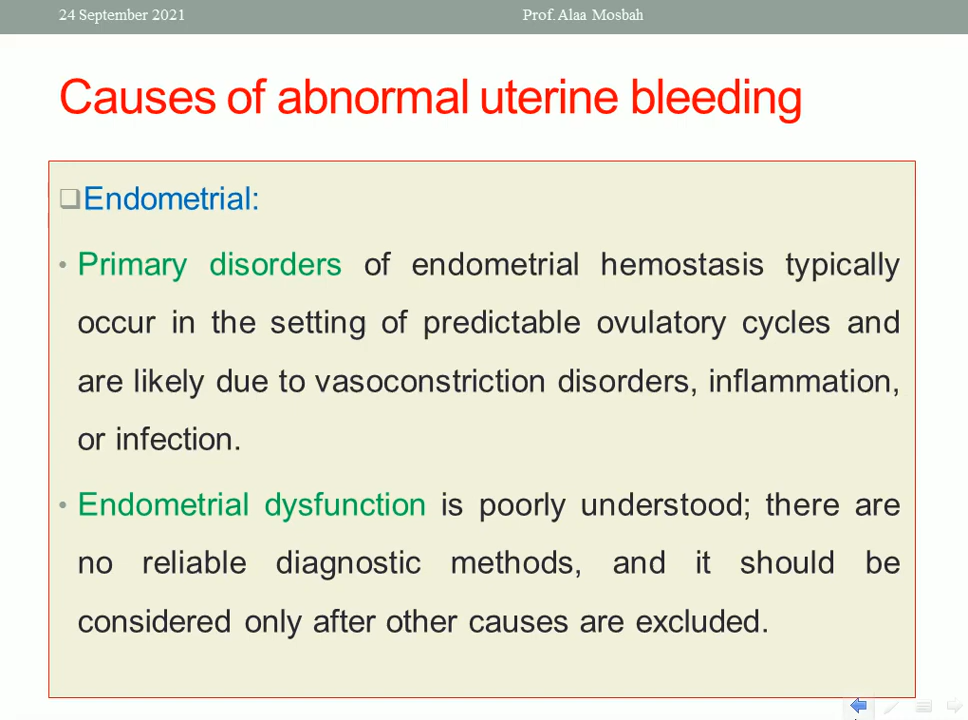 24 September 2021 Prof. Alaa Mosbah
Causes of abnormal uterine bleeding
Endometrial:
• Primary disorders of endometrial hemostasis typically
occur in the setting of predictable ovulatory cycles and
are likely due to vasoconstriction disorders, inflammation,
or infection.
• Endometrial dysfunction is poorly understood; there are
no reliable diagnostic methods, and it should be
considered only after other causes are excluded.